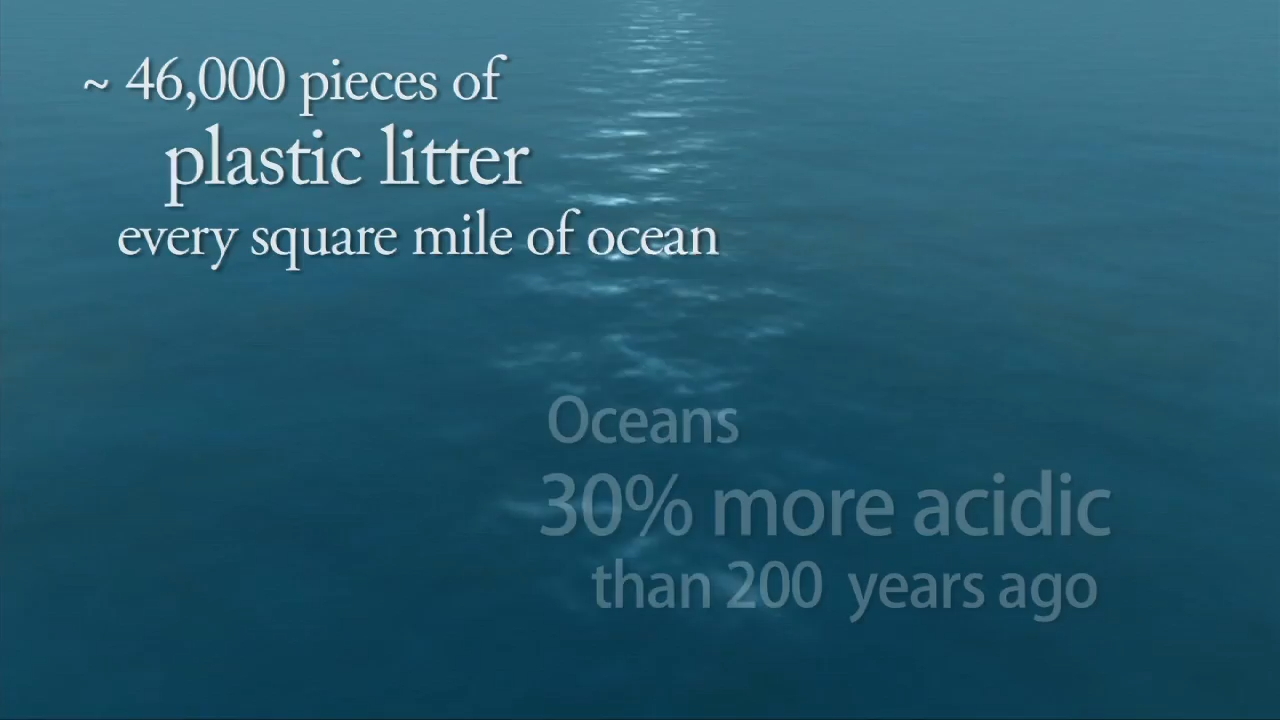 ~ 46,000 pieces of
plastic litter
every square mile of ocean
Oceans
30% more acidic
than 200 years ago